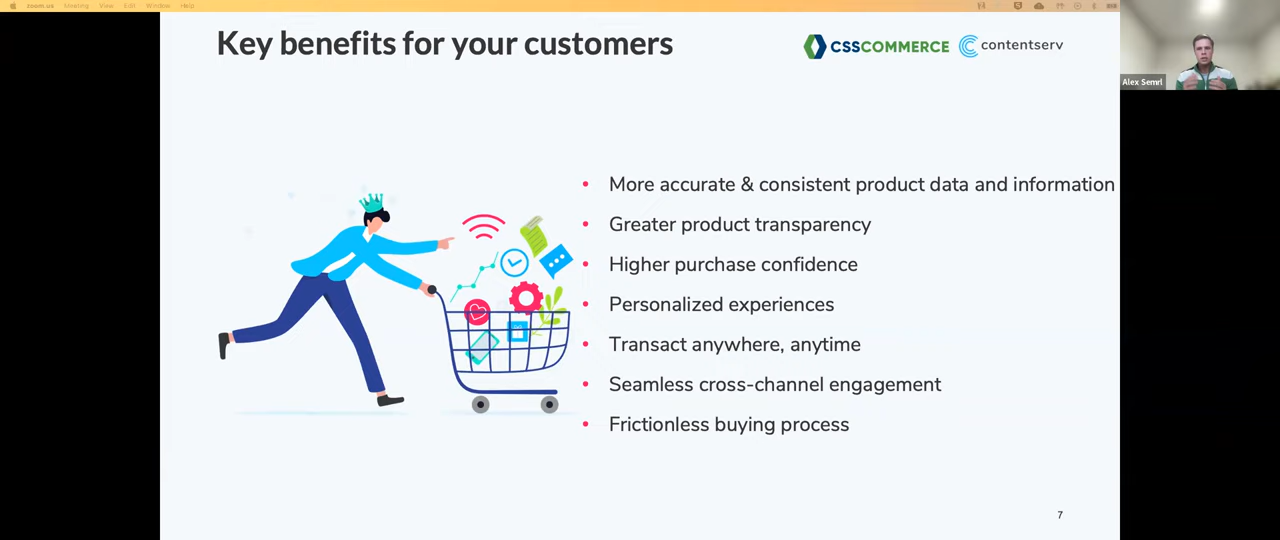 zoom.us Meeting View Edit Window Help
Key benefits for your customers
CSSCOMMERCE contentserv
Alex Semrl
• More accurate & consistent product data and information
• Greater product transparency
• Higher purchase confidence
• Personalized experiences
• Transact anywhere, anytime
• Seamless cross-channel engagement
• Frictionless buying process
7